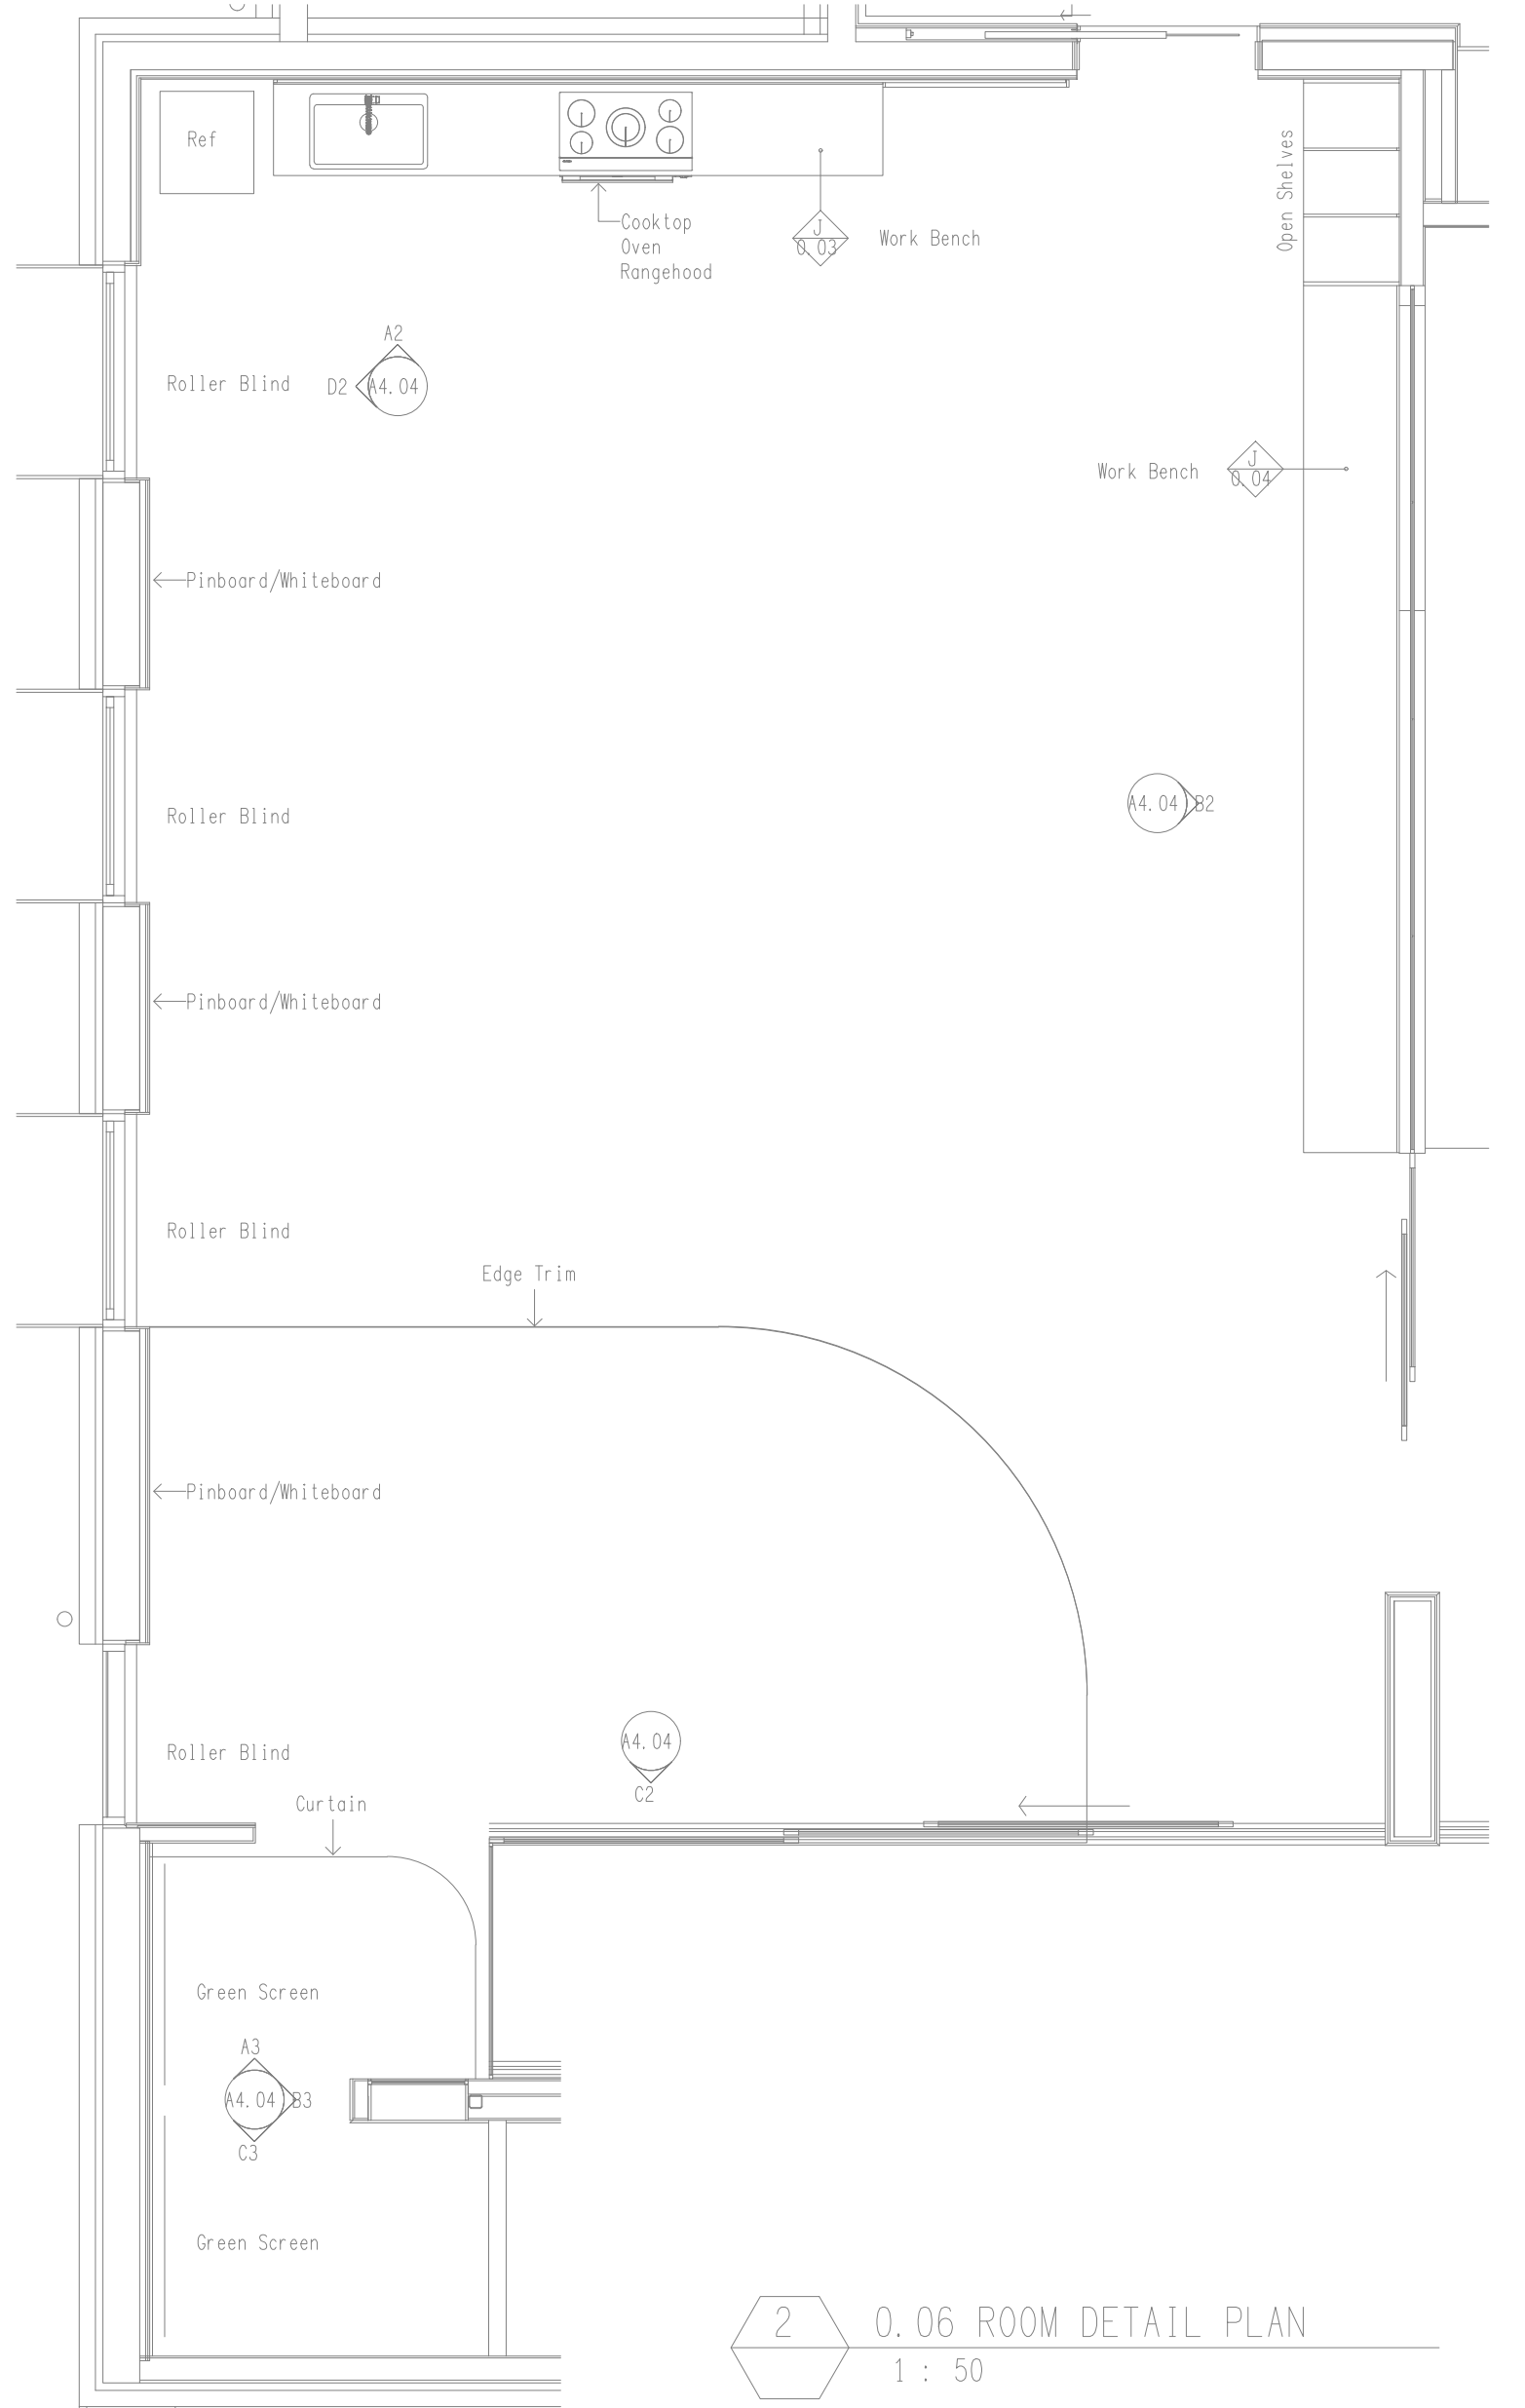 Ref
Open Shelves
Cooktop
Oven
Rangehood
J
0.03
Work Bench
A2
Roller Blind
D2
A4.04
Work Bench
J
0.04
Pinboard/Whiteboard
Roller Blind
A4.04
B2
Pinboard/Whiteboard
Roller Blind
Edge Trim
Pinboard/Whiteboard
A4.04
C2
Roller Blind
Curtain
Green Screen
A3
A4.04
B3
C3
Green Screen
2
0.06 ROOM DETAIL PLAN
1 : 50